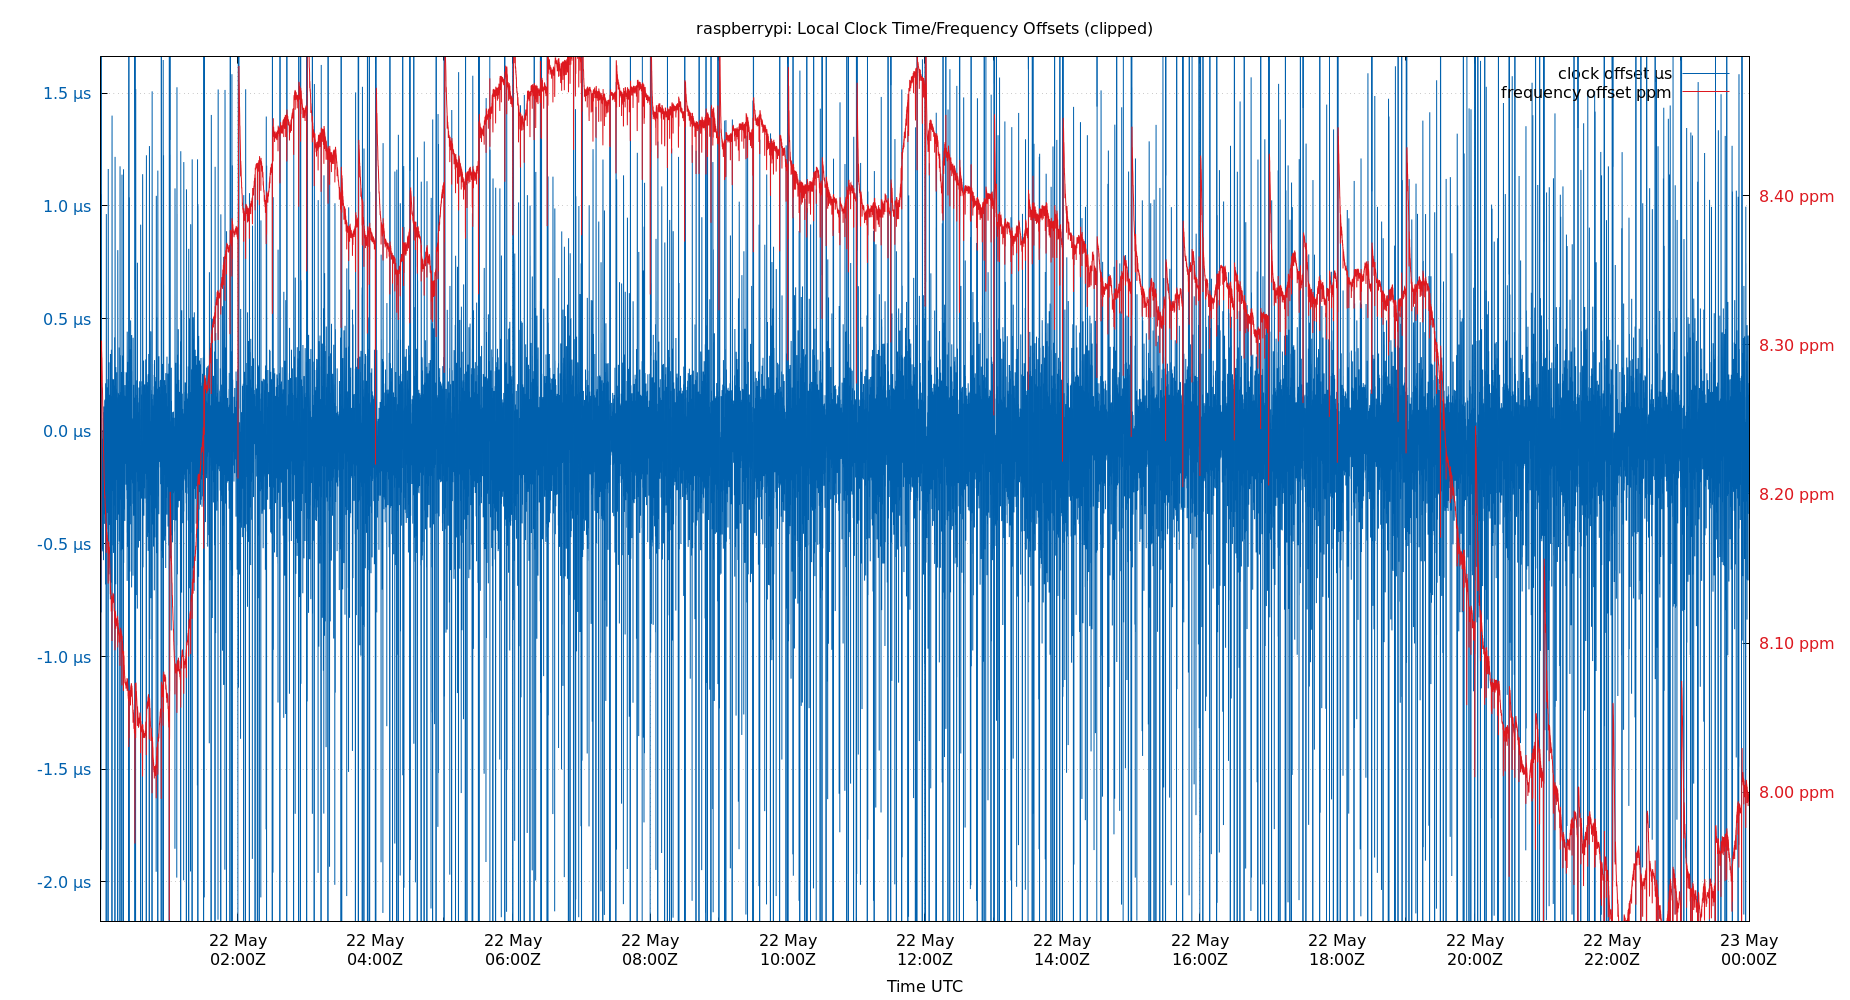 raspberrypi: Local Clock Time/Frequency Offsets (clipped)
clock offset µs
frequency offset ppm
1.5 µs
1.0 µs
0.5 µs
0.0 µs
-0.5 µs
-1.0 µs
-1.5 µs
-2.0 µs
8.40 ppm
8.30 ppm
8.20 ppm
8.10 ppm
8.00 ppm
22 May 22 May 22 May 22 May 22 May 22 May 22 May 22 May 22 May 22 May 22 May 23 May
02:00Z 04:00Z 06:00Z 08:00Z 10:00Z 12:00Z 14:00Z 16:00Z 18:00Z 20:00Z 22:00Z 00:00Z
Time UTC